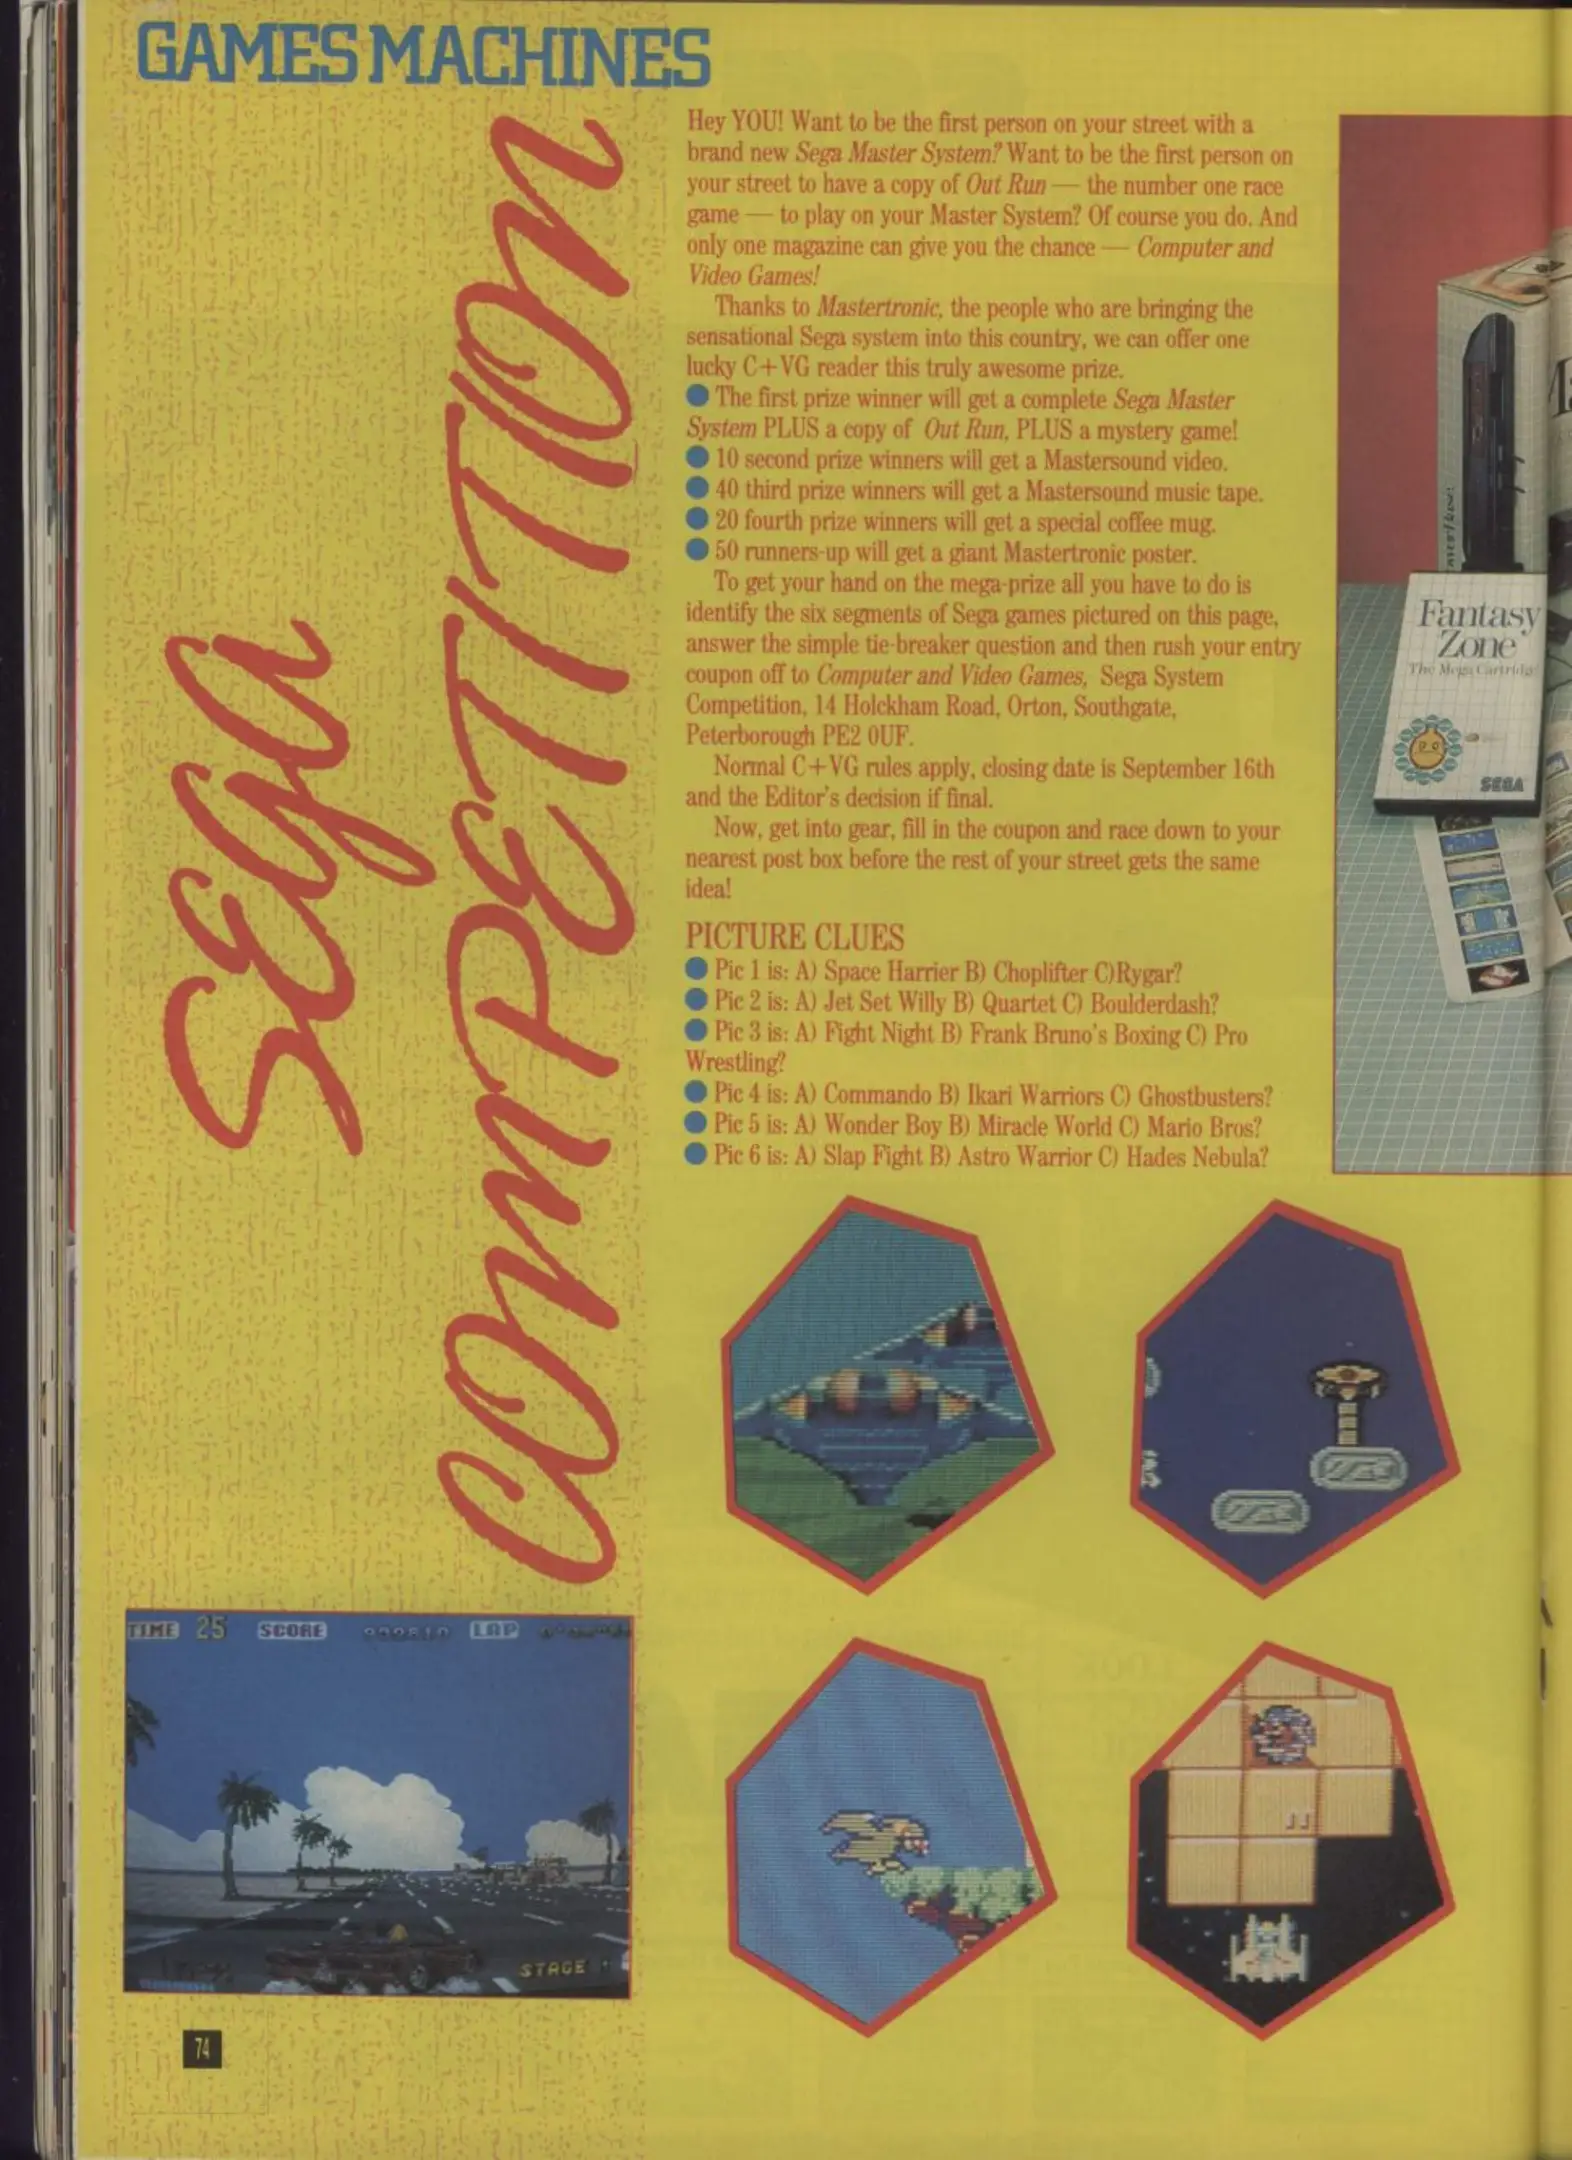 GAMES MACHINES
SEGA
COMPETITION
Hey YOU! Want to be the first person on your street with a
brand new Sega Master System? Want to be the first person on
your street to have a copy of Out Run — the number one race
game — to play on your Master System? Of course you do. And
only one magazine can give you the chance — Computer and
Video Games!
Thanks to Mastertronic, the people who are bringing the
sensational Sega system into this country, we can offer one
lucky C+VG reader this truly awesome prize.
● The first prize winner will get a complete Sega Master
System PLUS a copy of Out Run, PLUS a mystery game!
● 10 second prize winners will get a Mastersound video.
● 40 third prize winners will get a Mastersound music tape.
● 20 fourth prize winners will get a special coffee mug.
● 50 runners-up will get a giant Mastertronic poster.
To get your hand on the mega-prize all you have to do is
identify the six segments of Sega games pictured on this page,
answer the simple tie-breaker question and then rush your entry
coupon off to Computer and Video Games, Sega System
Competition, 14 Holckham Road, Orton, Southgate,
Peterborough PE2 0UF.
Normal C+VG rules apply, closing date is September 16th
and the Editor's decision if final.
Now, get into gear, fill in the coupon and race down to your
nearest post box before the rest of your street gets the same
idea!
PICTURE CLUES
● Pic 1 is: A) Space Harrier B) Choplifter C)Rygar?
● Pic 2 is: A) Jet Set Willy B) Quartet C) Boulderdash?
● Pic 3 is: A) Fight Night B) Frank Bruno's Boxing C) Pro
Wrestling?
● Pic 4 is: A) Commando B) Ikari Warriors C) Ghostbusters?
● Pic 5 is: A) Wonder Boy B) Miracle World C) Mario Bros?
● Pic 6 is: A) Slap Fight B) Astro Warrior C) Hades Nebula?
Fantasy
Zone
The Mega Cartridge
SEGA
TIME 25 SCORE LAP
STAGE
74